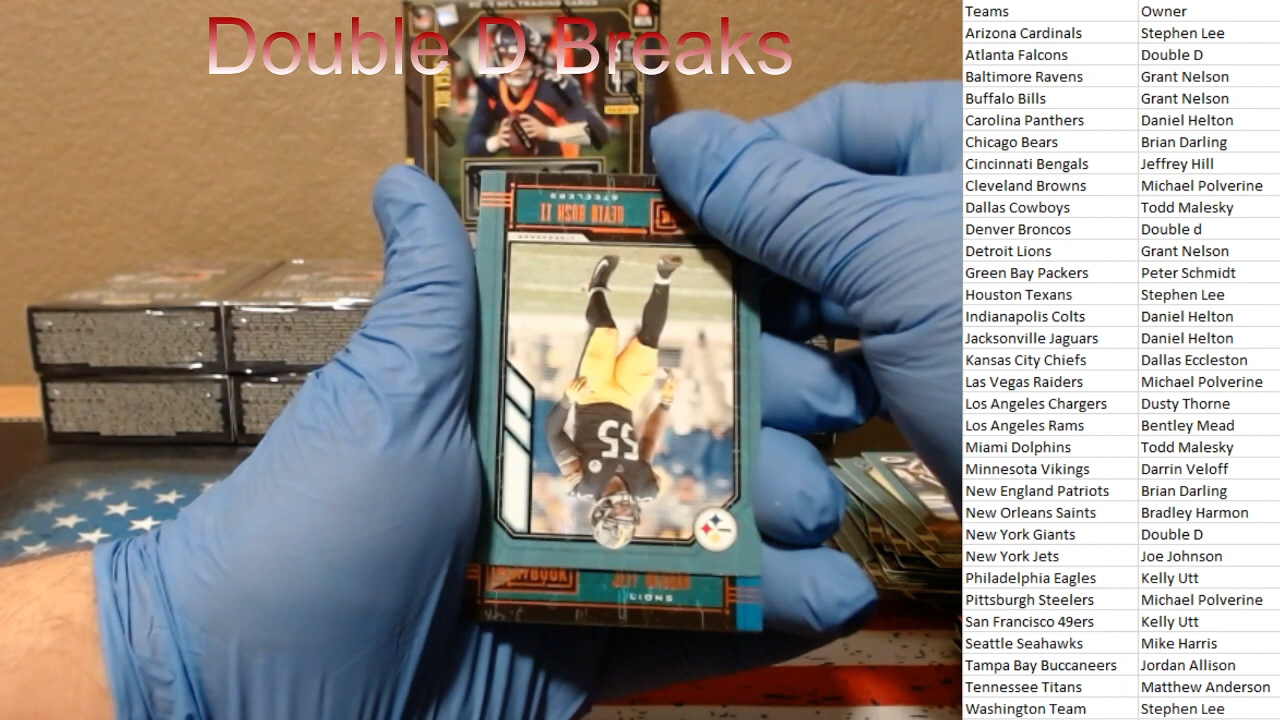 Double D Breaks
NFL TRADING CARDS
STEELERS
DEVIN BUSH II
LINEBACKER
55
LIONS
Teams Owner
Arizona Cardinals Stephen Lee
Atlanta Falcons Double D
Baltimore Ravens Grant Nelson
Buffalo Bills Grant Nelson
Carolina Panthers Daniel Helton
Chicago Bears Brian Darling
Cincinnati Bengals Jeffrey Hill
Cleveland Browns Michael Polverine
Dallas Cowboys Todd Malesky
Denver Broncos Double d
Detroit Lions Grant Nelson
Green Bay Packers Peter Schmidt
Houston Texans Stephen Lee
Indianapolis Colts Daniel Helton
Jacksonville Jaguars Daniel Helton
Kansas City Chiefs Dallas Eccleston
Las Vegas Raiders Michael Polverine
Los Angeles Chargers Dusty Thorne
Los Angeles Rams Bentley Mead
Miami Dolphins Todd Malesky
Minnesota Vikings Darrin Veloff
New England Patriots Brian Darling
New Orleans Saints Bradley Harmon
New York Giants Double D
New York Jets Joe Johnson
Philadelphia Eagles Kelly Utt
Pittsburgh Steelers Michael Polverine
San Francisco 49ers Kelly Utt
Seattle Seahawks Mike Harris
Tampa Bay Buccaneers Jordan Allison
Tennessee Titans Matthew Anderson
Washington Team Stephen Lee